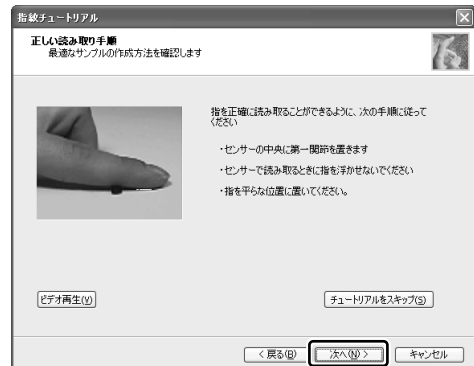 指紋チュートリアル
正しい読み取り手順
最適なサンプルの作成方法を確認します
指を正確に読み取ることができるように、次の手順に従って
ください
・センサーの中央に第一関節を置きます
・センサーで読み取るときに指を浮かせないでください
・指を平らな位置に置いてください。
ビデオ再生(V)
チュートリアルをスキップ(S)
< 戻る(B)
次へ(N) >
キャンセル